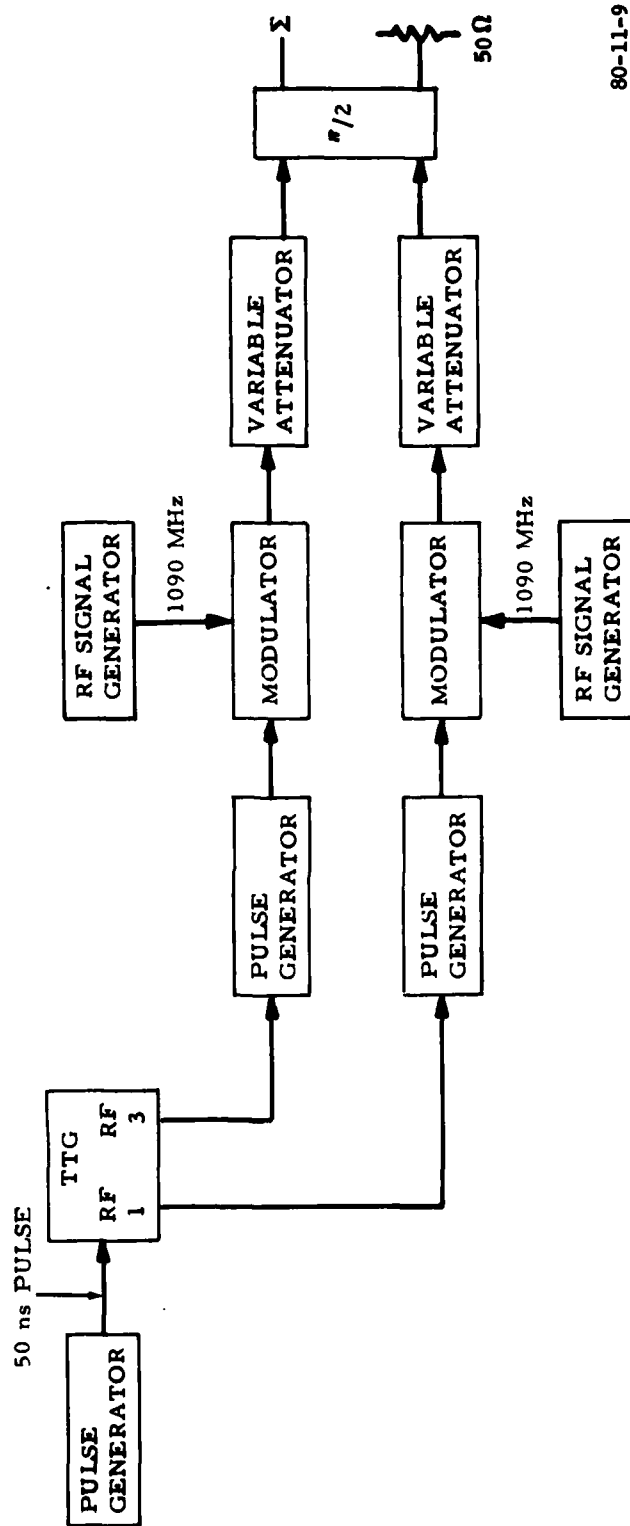 50 ns PULSE
PULSE
GENERATOR
TTG
RF RF
1 3
PULSE
GENERATOR
PULSE
GENERATOR
RF SIGNAL
GENERATOR
1090 MHz
MODULATOR
MODULATOR
1090 MHz
RF SIGNAL
GENERATOR
VARIABLE
ATTENUATOR
VARIABLE
ATTENUATOR
π/2
Σ
50 Ω
80-11-9